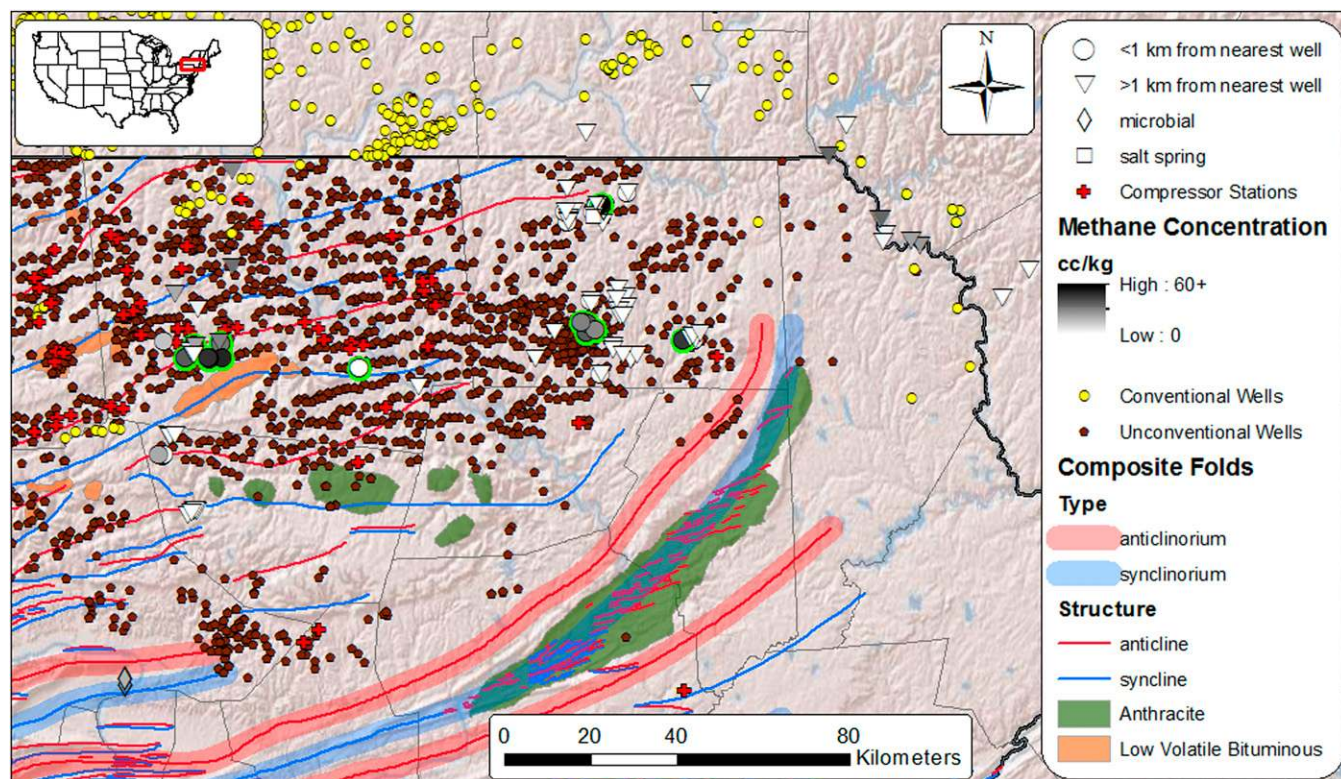 N
<1 km from nearest well
>1 km from nearest well
microbial
salt spring
Compressor Stations
Methane Concentration
cc/kg
High : 60+
Low : 0
Conventional Wells
Unconventional Wells
Composite Folds
Type
anticlinorium
synclinorium
Structure
anticline
syncline
Anthracite
Low Volatile Bituminous
0 20 40 80
Kilometers